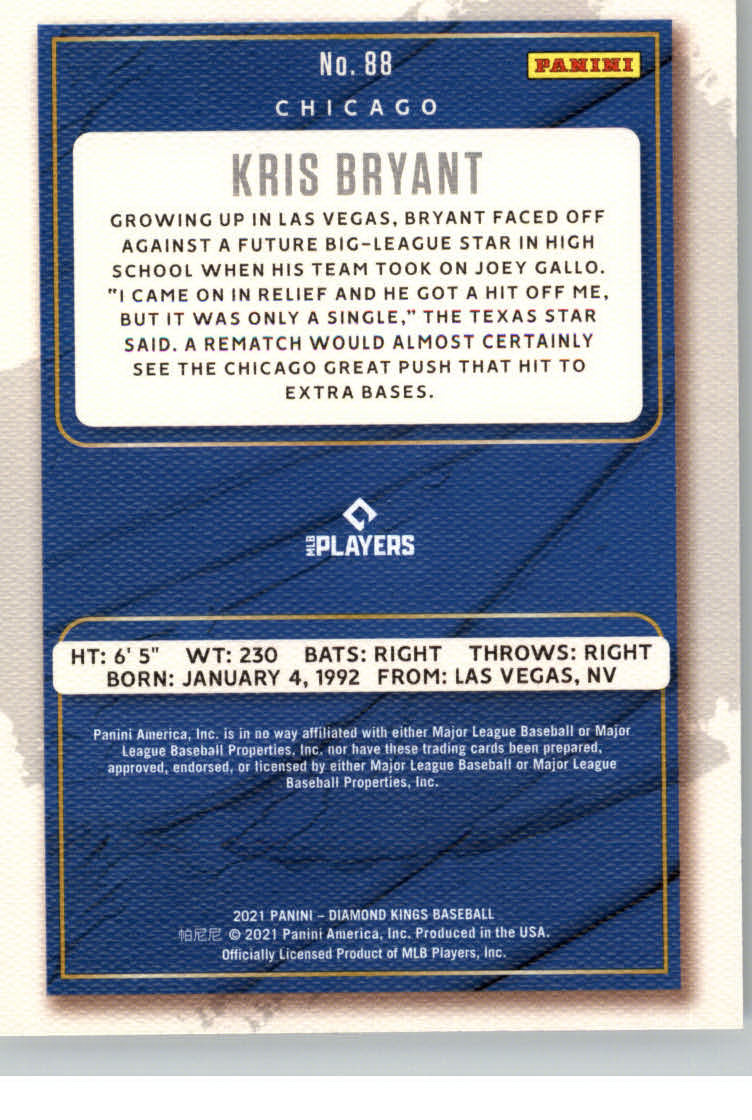 No. 88
PANINI
CHICAGO
KRIS BRYANT
GROWING UP IN LAS VEGAS, BRYANT FACED OFF
AGAINST A FUTURE BIG-LEAGUE STAR IN HIGH
SCHOOL WHEN HIS TEAM TOOK ON JOEY GALLO.
"I CAME ON IN RELIEF AND HE GOT A HIT OFF ME,
BUT IT WAS ONLY A SINGLE," THE TEXAS STAR
SAID. A REMATCH WOULD ALMOST CERTAINLY
SEE THE CHICAGO GREAT PUSH THAT HIT TO
EXTRA BASES.
MLB PLAYERS
HT: 6' 5" WT: 230 BATS: RIGHT THROWS: RIGHT
BORN: JANUARY 4, 1992 FROM: LAS VEGAS, NV
Panini America, Inc. is in no way affiliated with either Major League Baseball or Major
League Baseball Properties, Inc. nor have these trading cards been prepared,
approved, endorsed, or licensed by either Major League Baseball or Major League
Baseball Properties, Inc.
2021 PANINI – DIAMOND KINGS BASEBALL
帕尼尼 © 2021 Panini America, Inc. Produced in the USA.
Officially Licensed Product of MLB Players, Inc.